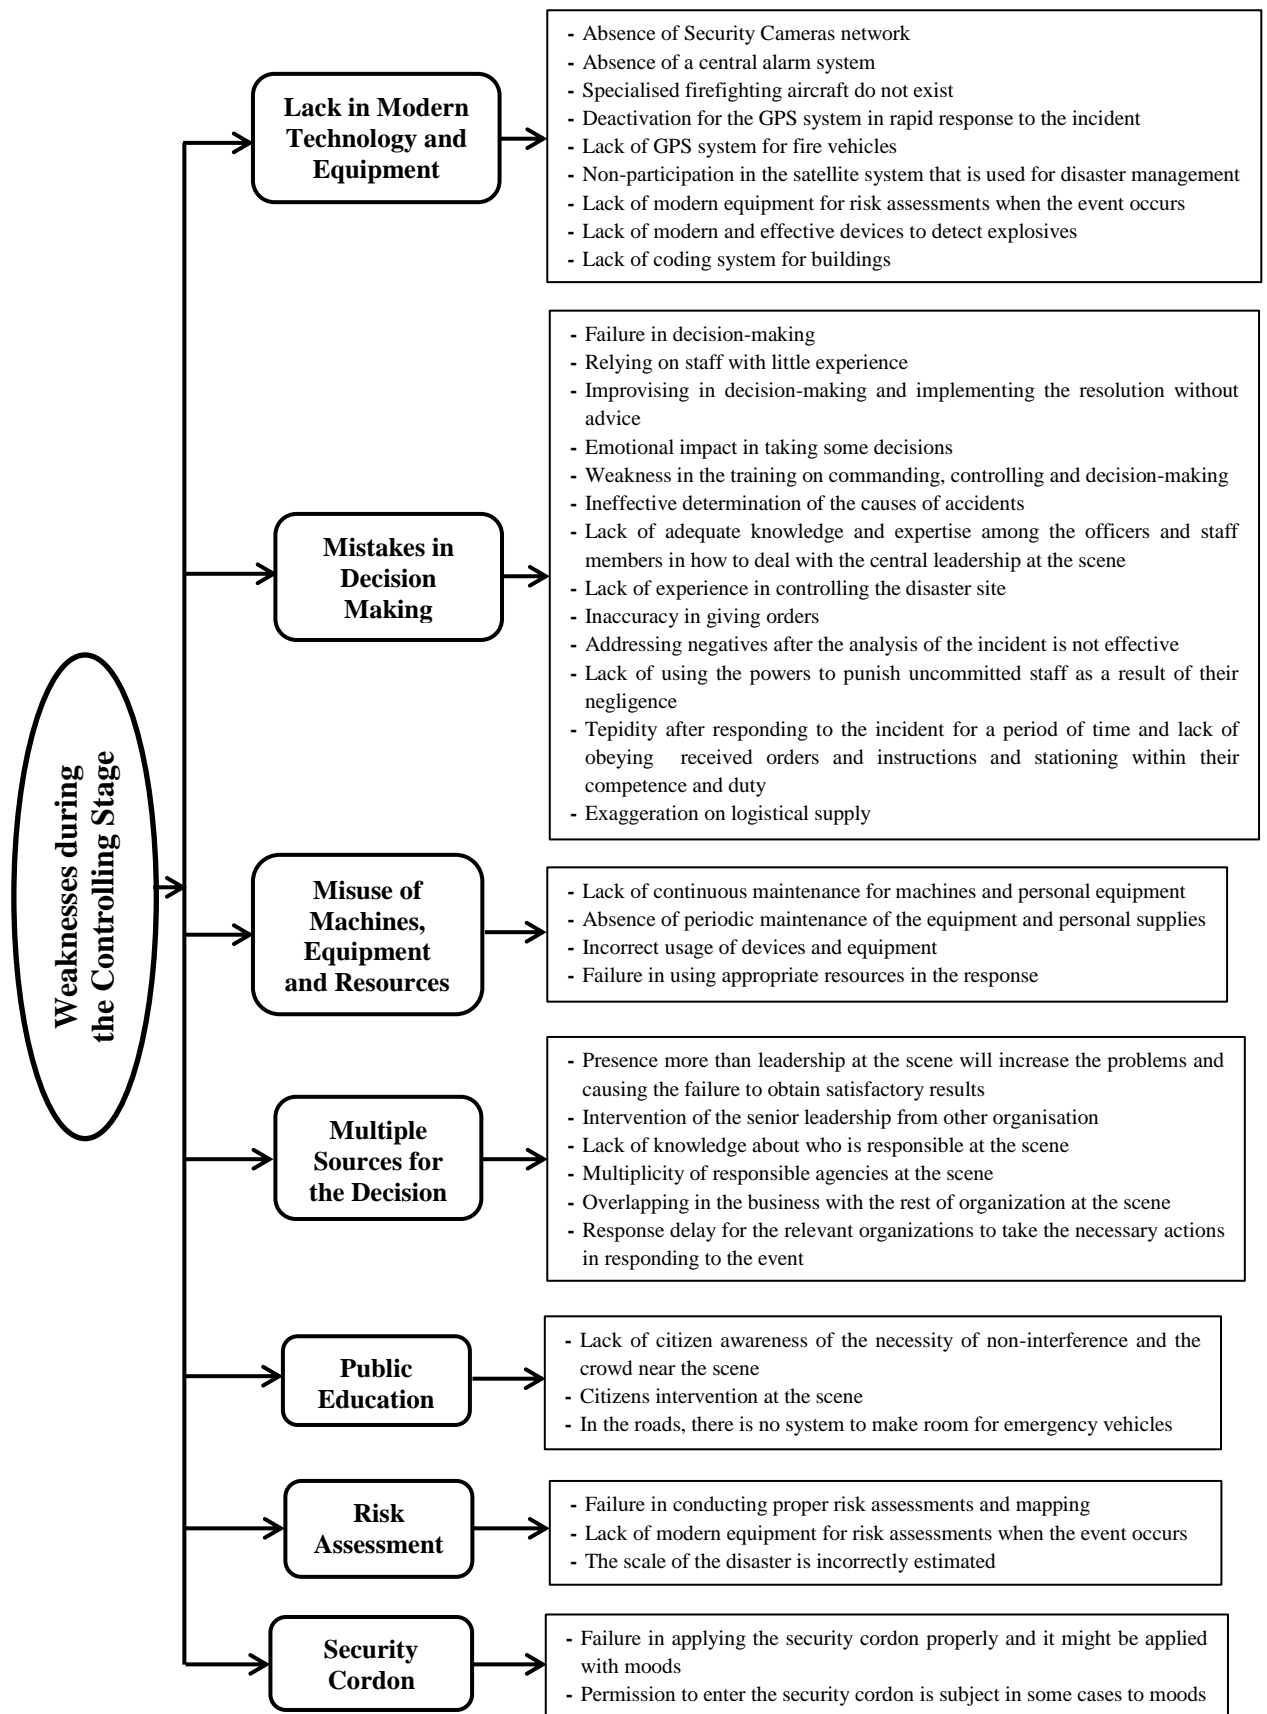 Weaknesses during
the Controlling Stage
Lack in Modern
Technology and
Equipment
- Absence of Security Cameras network
- Absence of a central alarm system
- Specialised firefighting aircraft do not exist
- Deactivation for the GPS system in rapid response to the incident
- Lack of GPS system for fire vehicles
- Non-participation in the satellite system that is used for disaster management
- Lack of modern equipment for risk assessments when the event occurs
- Lack of modern and effective devices to detect explosives
- Lack of coding system for buildings
Mistakes in
Decision
Making
- Failure in decision-making
- Relying on staff with little experience
- Improvising in decision-making and implementing the resolution without
advice
- Emotional impact in taking some decisions
- Weakness in the training on commanding, controlling and decision-making
- Ineffective determination of the causes of accidents
- Lack of adequate knowledge and expertise among the officers and staff
members in how to deal with the central leadership at the scene
- Lack of experience in controlling the disaster site
- Inaccuracy in giving orders
- Addressing negatives after the analysis of the incident is not effective
- Lack of using the powers to punish uncommitted staff as a result of their
negligence
- Tepidity after responding to the incident for a period of time and lack of
obeying received orders and instructions and stationing within their
competence and duty
- Exaggeration on logistical supply
Misuse of
Machines,
Equipment
and Resources
- Lack of continuous maintenance for machines and personal equipment
- Absence of periodic maintenance of the equipment and personal supplies
- Incorrect usage of devices and equipment
- Failure in using appropriate resources in the response
Multiple
Sources for
the Decision
- Presence more than leadership at the scene will increase the problems and
causing the failure to obtain satisfactory results
- Intervention of the senior leadership from other organisation
- Lack of knowledge about who is responsible at the scene
- Multiplicity of responsible agencies at the scene
- Overlapping in the business with the rest of organization at the scene
- Response delay for the relevant organizations to take the necessary actions
in responding to the event
Public
Education
- Lack of citizen awareness of the necessity of non-interference and the
crowd near the scene
- Citizens intervention at the scene
- In the roads, there is no system to make room for emergency vehicles
Risk
Assessment
- Failure in conducting proper risk assessments and mapping
- Lack of modern equipment for risk assessments when the event occurs
- The scale of the disaster is incorrectly estimated
Security
Cordon
- Failure in applying the security cordon properly and it might be applied
with moods
- Permission to enter the security cordon is subject in some cases to moods